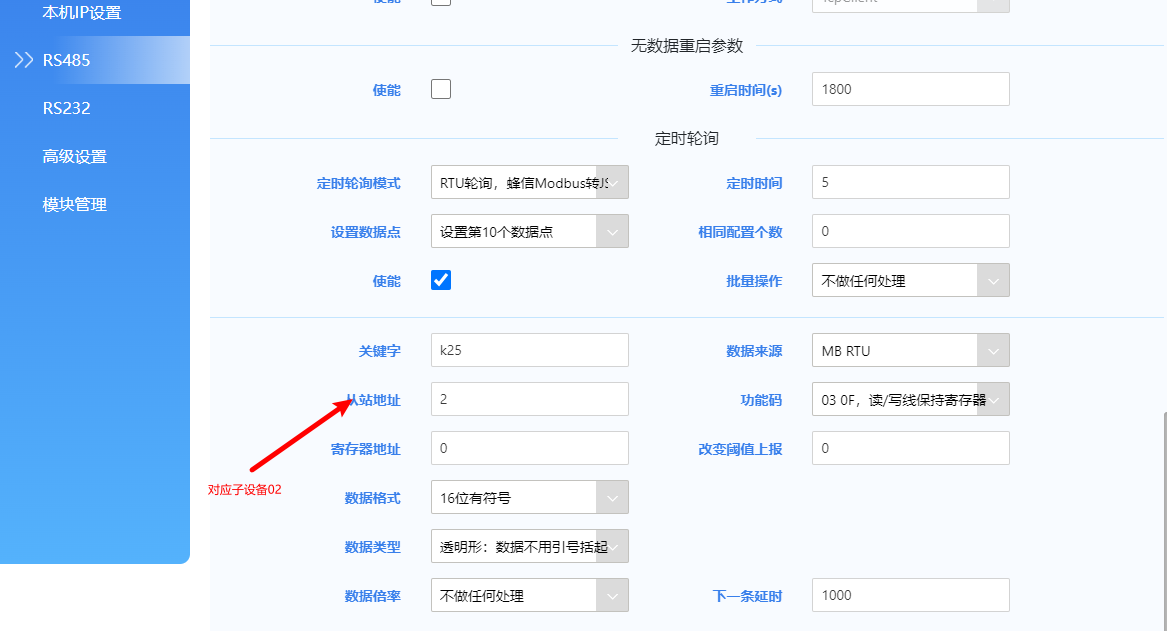 本机IP设置
RS485
RS232
高级设置
模块管理
使能
工作方式
TcpClient
无数据重启参数
使能
重启时间(s)
1800
定时轮询
定时轮询模式
RTU轮询，蜂信Modbus转JS
定时时间
5
设置数据点
设置第10个数据点
相同配置个数
0
使能
批量操作
不做任何处理
关键字
k25
数据来源
MB RTU
从站地址
2
功能码
03 0F，读/写线保持寄存器
寄存器地址
0
改变阈值上报
0
对应子设备02
数据格式
16位有符号
数据类型
透明形：数据不用引号括起
数据倍率
不做任何处理
下一条延时
1000